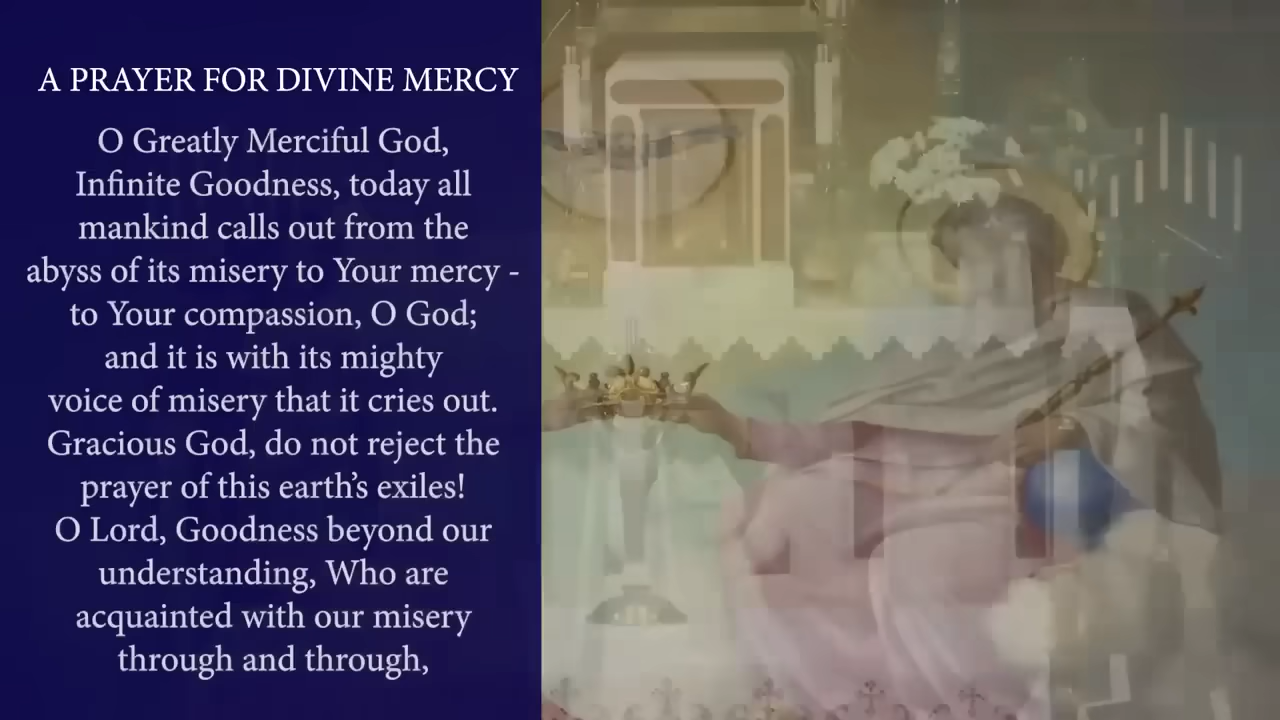 A PRAYER FOR DIVINE MERCY
O Greatly Merciful God,
Infinite Goodness, today all
mankind calls out from the
abyss of its misery to Your mercy -
to Your compassion, O God;
and it is with its mighty
voice of misery that it cries out.
Gracious God, do not reject the
prayer of this earth’s exiles!
O Lord, Goodness beyond our
understanding, Who are
acquainted with our misery
through and through,